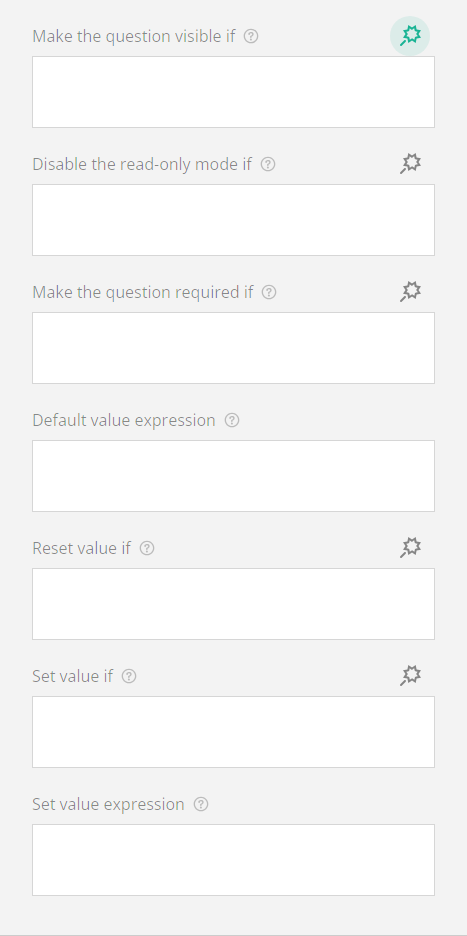 Make the question visible if
Disable the read-only mode if
Make the question required if
Default value expression
Reset value if
Set value if
Set value expression